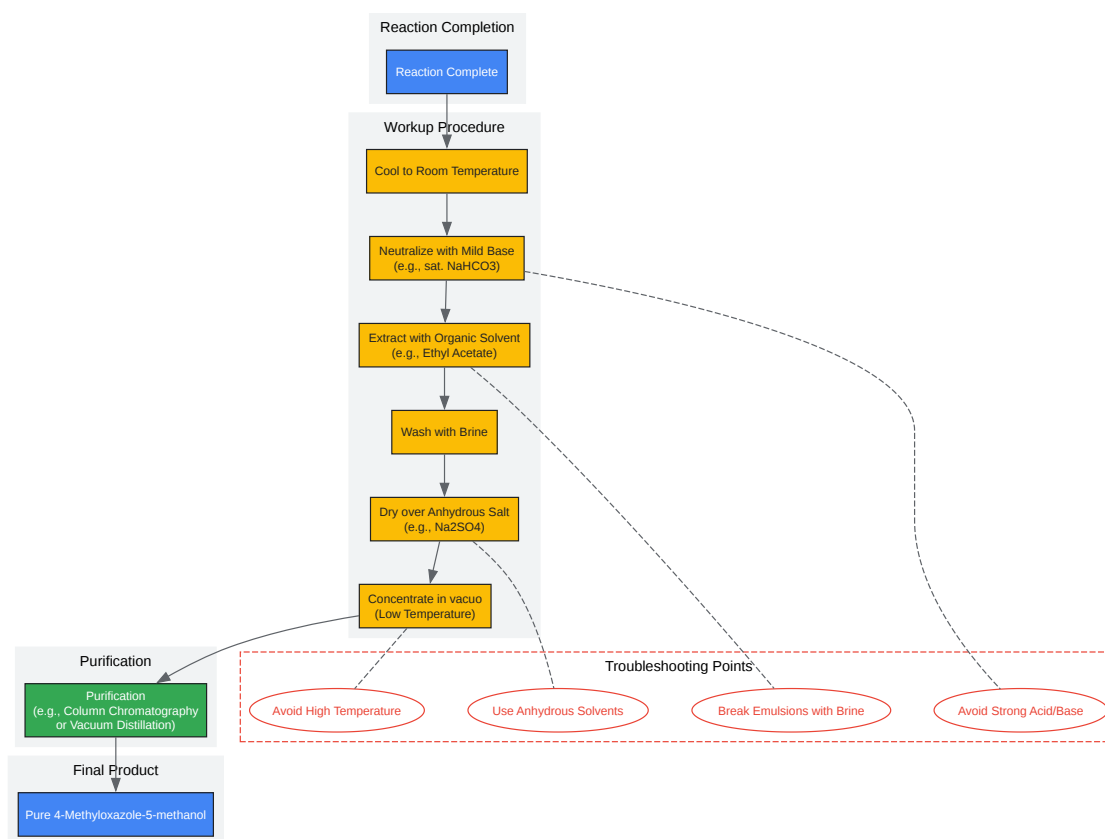 Reaction Completion
Reaction Complete
Workup Procedure
Cool to Room Temperature
Neutralize with Mild Base
(e.g., sat. NaHCO3)
Extract with Organic Solvent
(e.g., Ethyl Acetate)
Wash with Brine
Dry over Anhydrous Salt
(e.g., Na2SO4)
Concentrate in vacuo
(Low Temperature)
Purification
Purification
(e.g., Column Chromatography
or Vacuum Distillation)
Troubleshooting Points
Avoid High Temperature
Use Anhydrous Solvents
Break Emulsions with Brine
Avoid Strong Acid/Base
Final Product
Pure 4-Methyloxazole-5-methanol